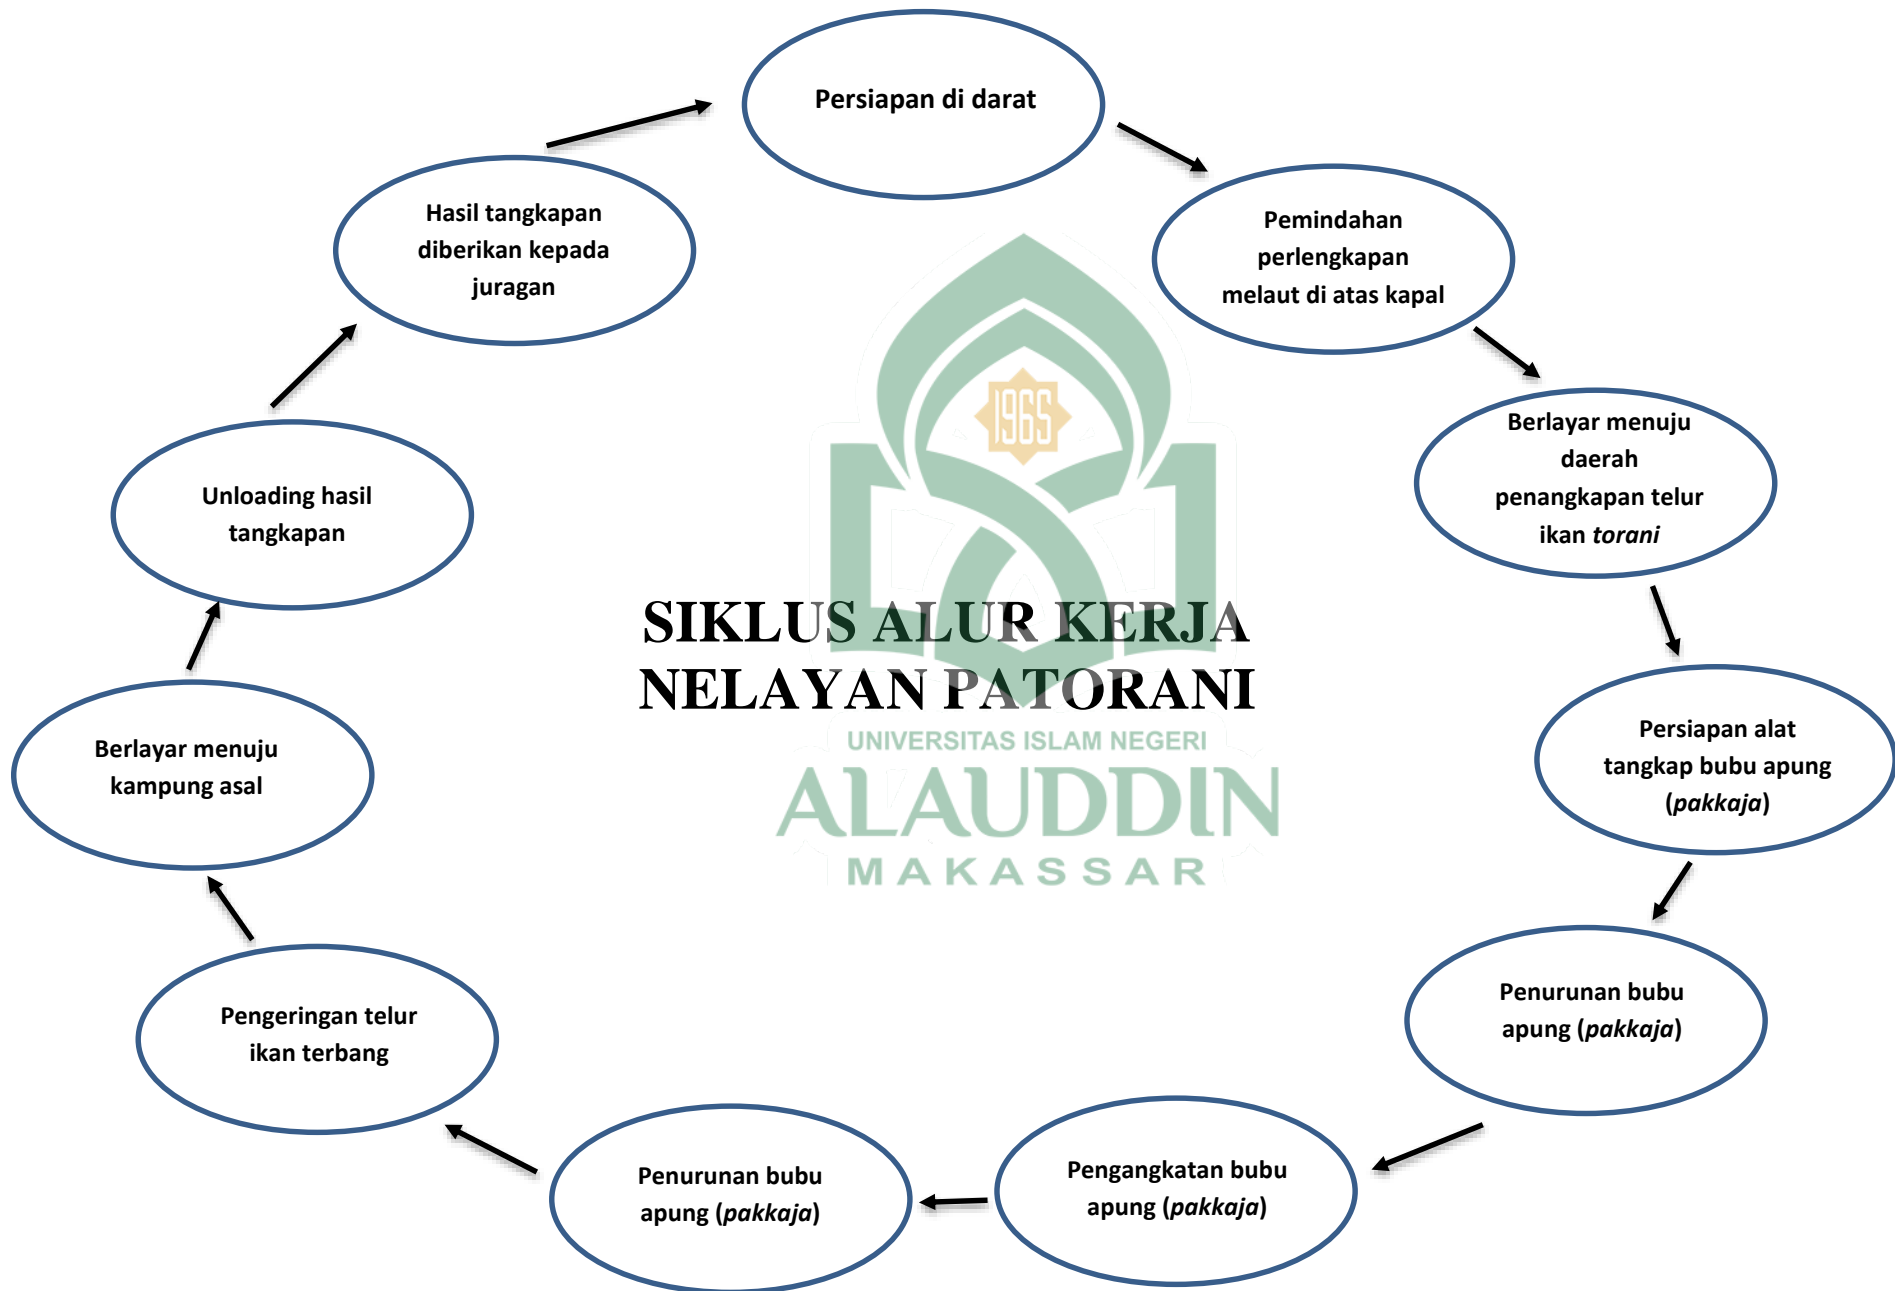 Persiapan di darat
Pemindahan
perlengkapan
melaut di atas kapal
Berlayar menuju
daerah
penangkapan telur
ikan torani
Persiapan alat
tangkap bubu apung
(pakkaja)
Penurunan bubu
apung (pakkaja)
Pengangkatan bubu
apung (pakkaja)
Penurunan bubu
apung (pakkaja)
Pengeringan telur
ikan terbang
Berlayar menuju
kampung asal
Unloading hasil
tangkapan
Hasil tangkapan
diberikan kepada
juragan
1965
SIKLUS ALUR KERJA
NELAYAN PATORANI
UNIVERSITAS ISLAM NEGERI
ALAUDDIN
MAKASSAR